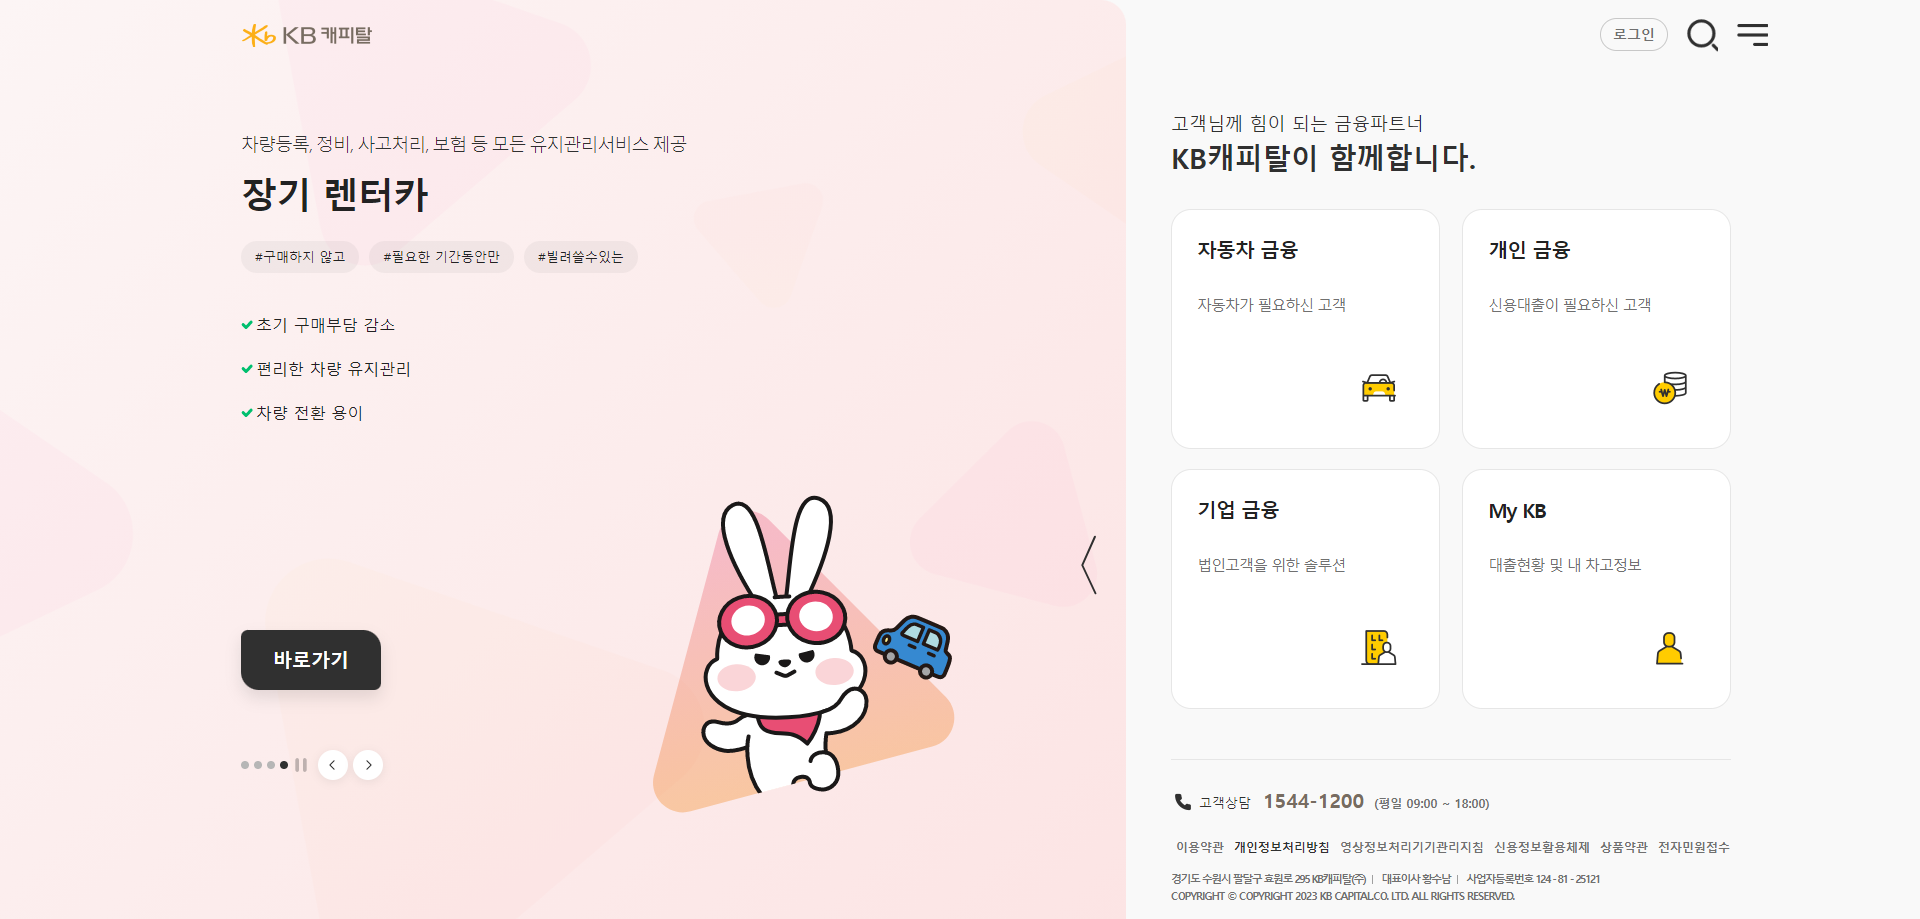 KB 캐피탈
로그인
차량등록, 정비, 사고처리, 보험 등 모든 유지관리서비스 제공
장기 렌터카
#구매하지 않고 #필요한 기간동안만 #빌려쓸수있는
초기 구매부담 감소
편리한 차량 유지관리
차량 전환 용이
바로가기
고객님께 힘이 되는 금융파트너
KB캐피탈이 함께합니다.
자동차 금융
자동차가 필요하신 고객
개인 금융
신용대출이 필요하신 고객
기업 금융
법인고객을 위한 솔루션
My KB
대출현황 및 내 차고정보
고객상담 1544-1200 (평일 09:00 ~ 18:00)
이용약관 개인정보처리방침 영상정보처리기기관리지침 신용정보활용체제 상품약관 전자민원접수
경기도 수원시 팔달구 효원로 295 KB캐피탈(주) | 대표이사 황수남 | 사업자등록번호 124 - 81 - 25121
COPYRIGHT © COPYRIGHT 2023 KB CAPITAL.CO. LTD. ALL RIGHTS RESERVED.